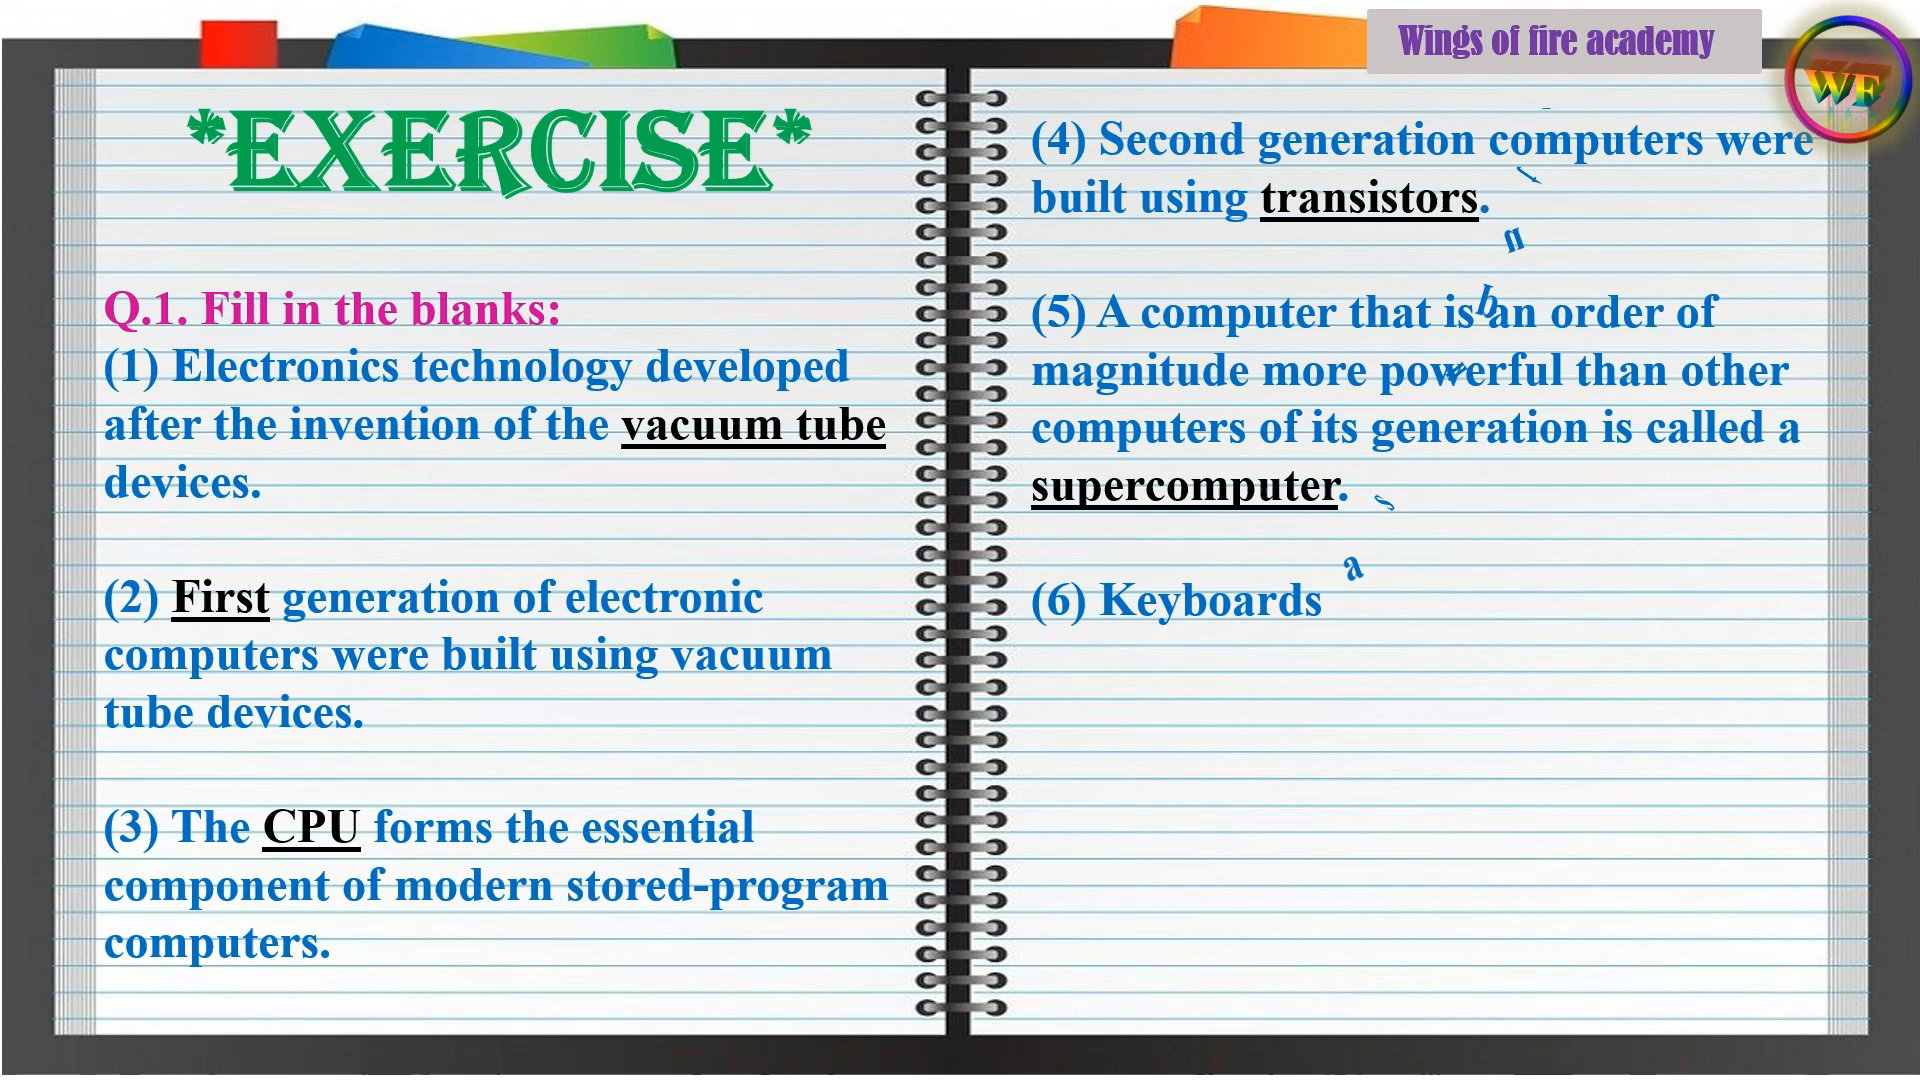 Wings of fire academy
WF
*EXERCISE*
Q.1. Fill in the blanks:
(1) Electronics technology developed
after the invention of the vacuum tube
devices.
(2) First generation of electronic
computers were built using vacuum
tube devices.
(3) The CPU forms the essential
component of modern stored-program
computers.
(4) Second generation computers were
built using transistors.
(5) A computer that is an order of
magnitude more powerful than other
computers of its generation is called a
supercomputer.
(6) Keyboards a